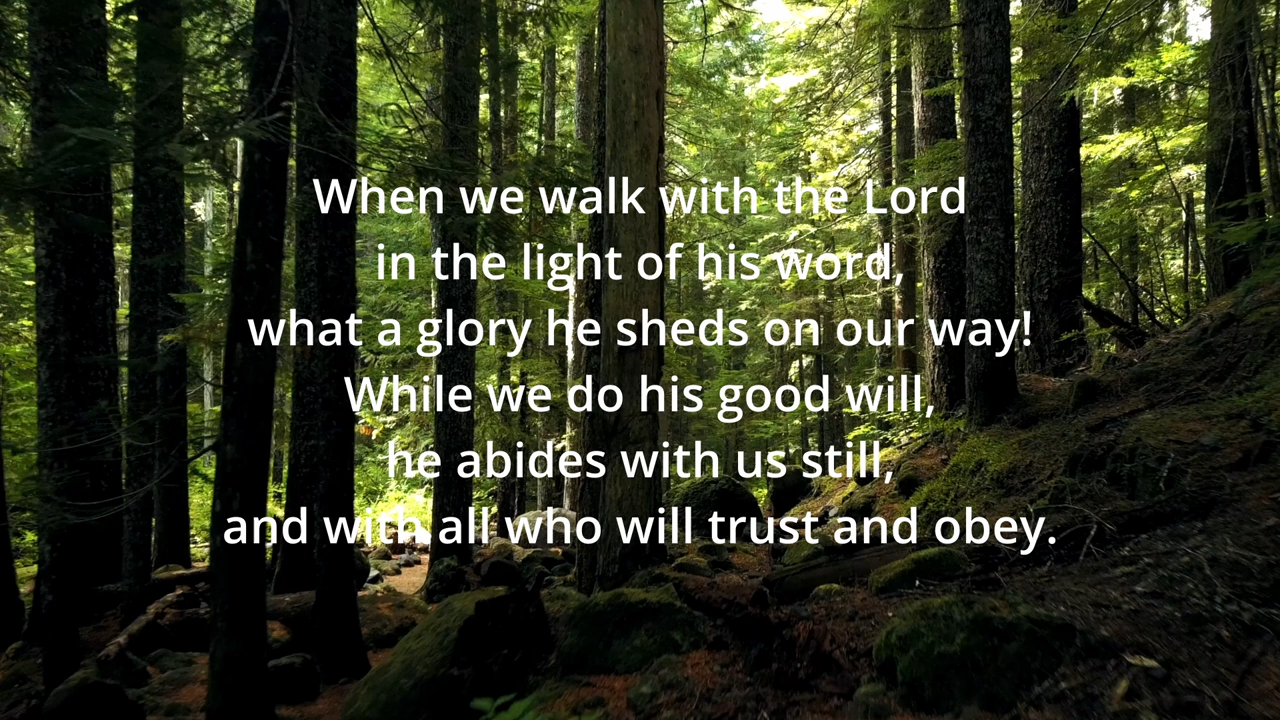 When we walk with the Lord
in the light of his word,
what a glory he sheds on our way!
While we do his good will,
he abides with us still,
and with all who will trust and obey.